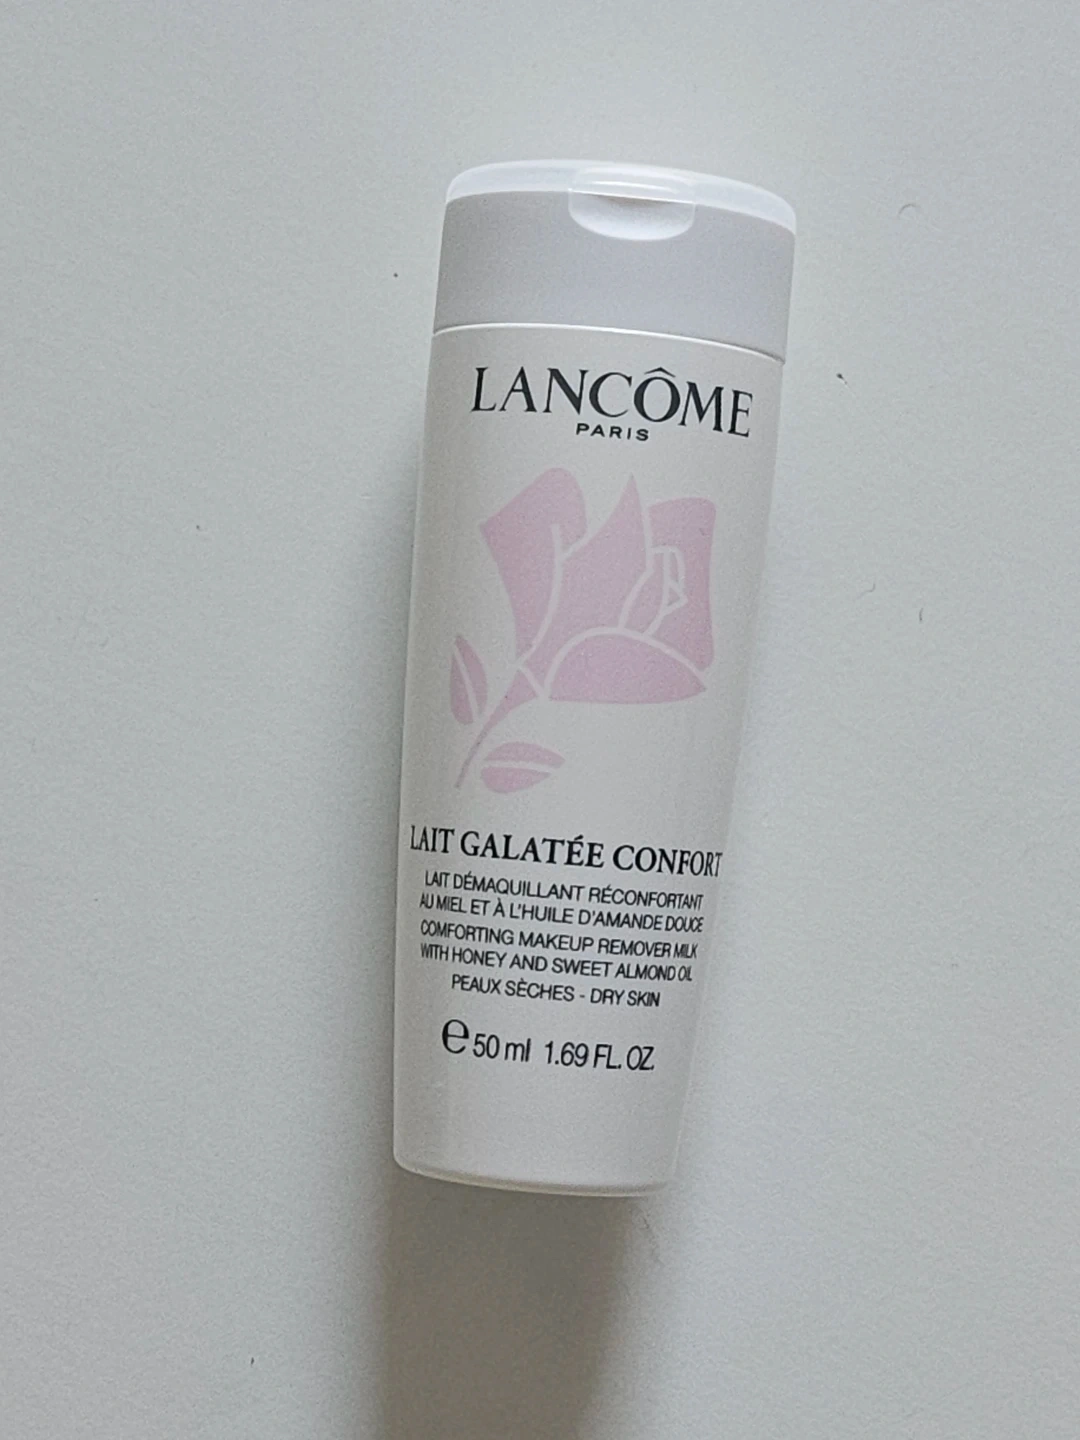 LANCÔME
PARIS
LAIT GALATÉE CONFORT
LAIT DÉMAQUILLANT RÉCONFORTANT
AU MIEL ET À L'HUILE D'AMANDE DOUCE
COMFORTING MAKEUP REMOVER MILK
WITH HONEY AND SWEET ALMOND OIL
PEAUX SÈCHES - DRY SKIN
℮ 50 ml 1.69 FL. OZ.